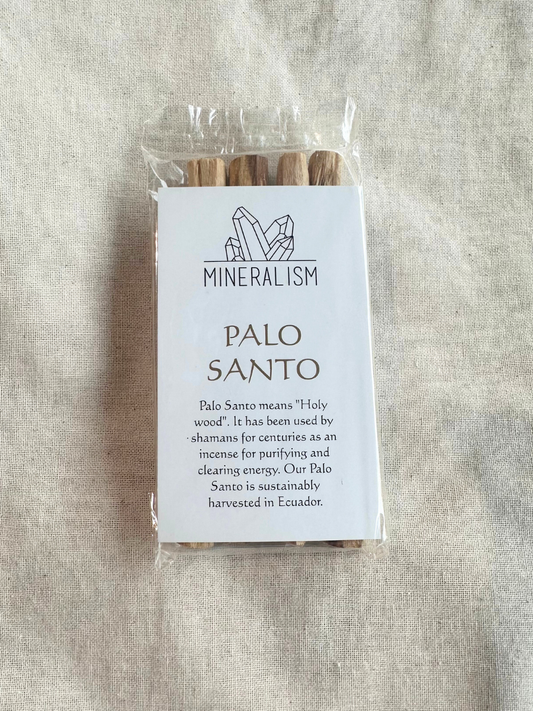 MINERALISM
PALO
SANTO
Palo Santo means "Holy
wood". It has been used by
shamans for centuries as an
incense for purifying and
clearing energy. Our Palo
Santo is sustainably
harvested in Ecuador.